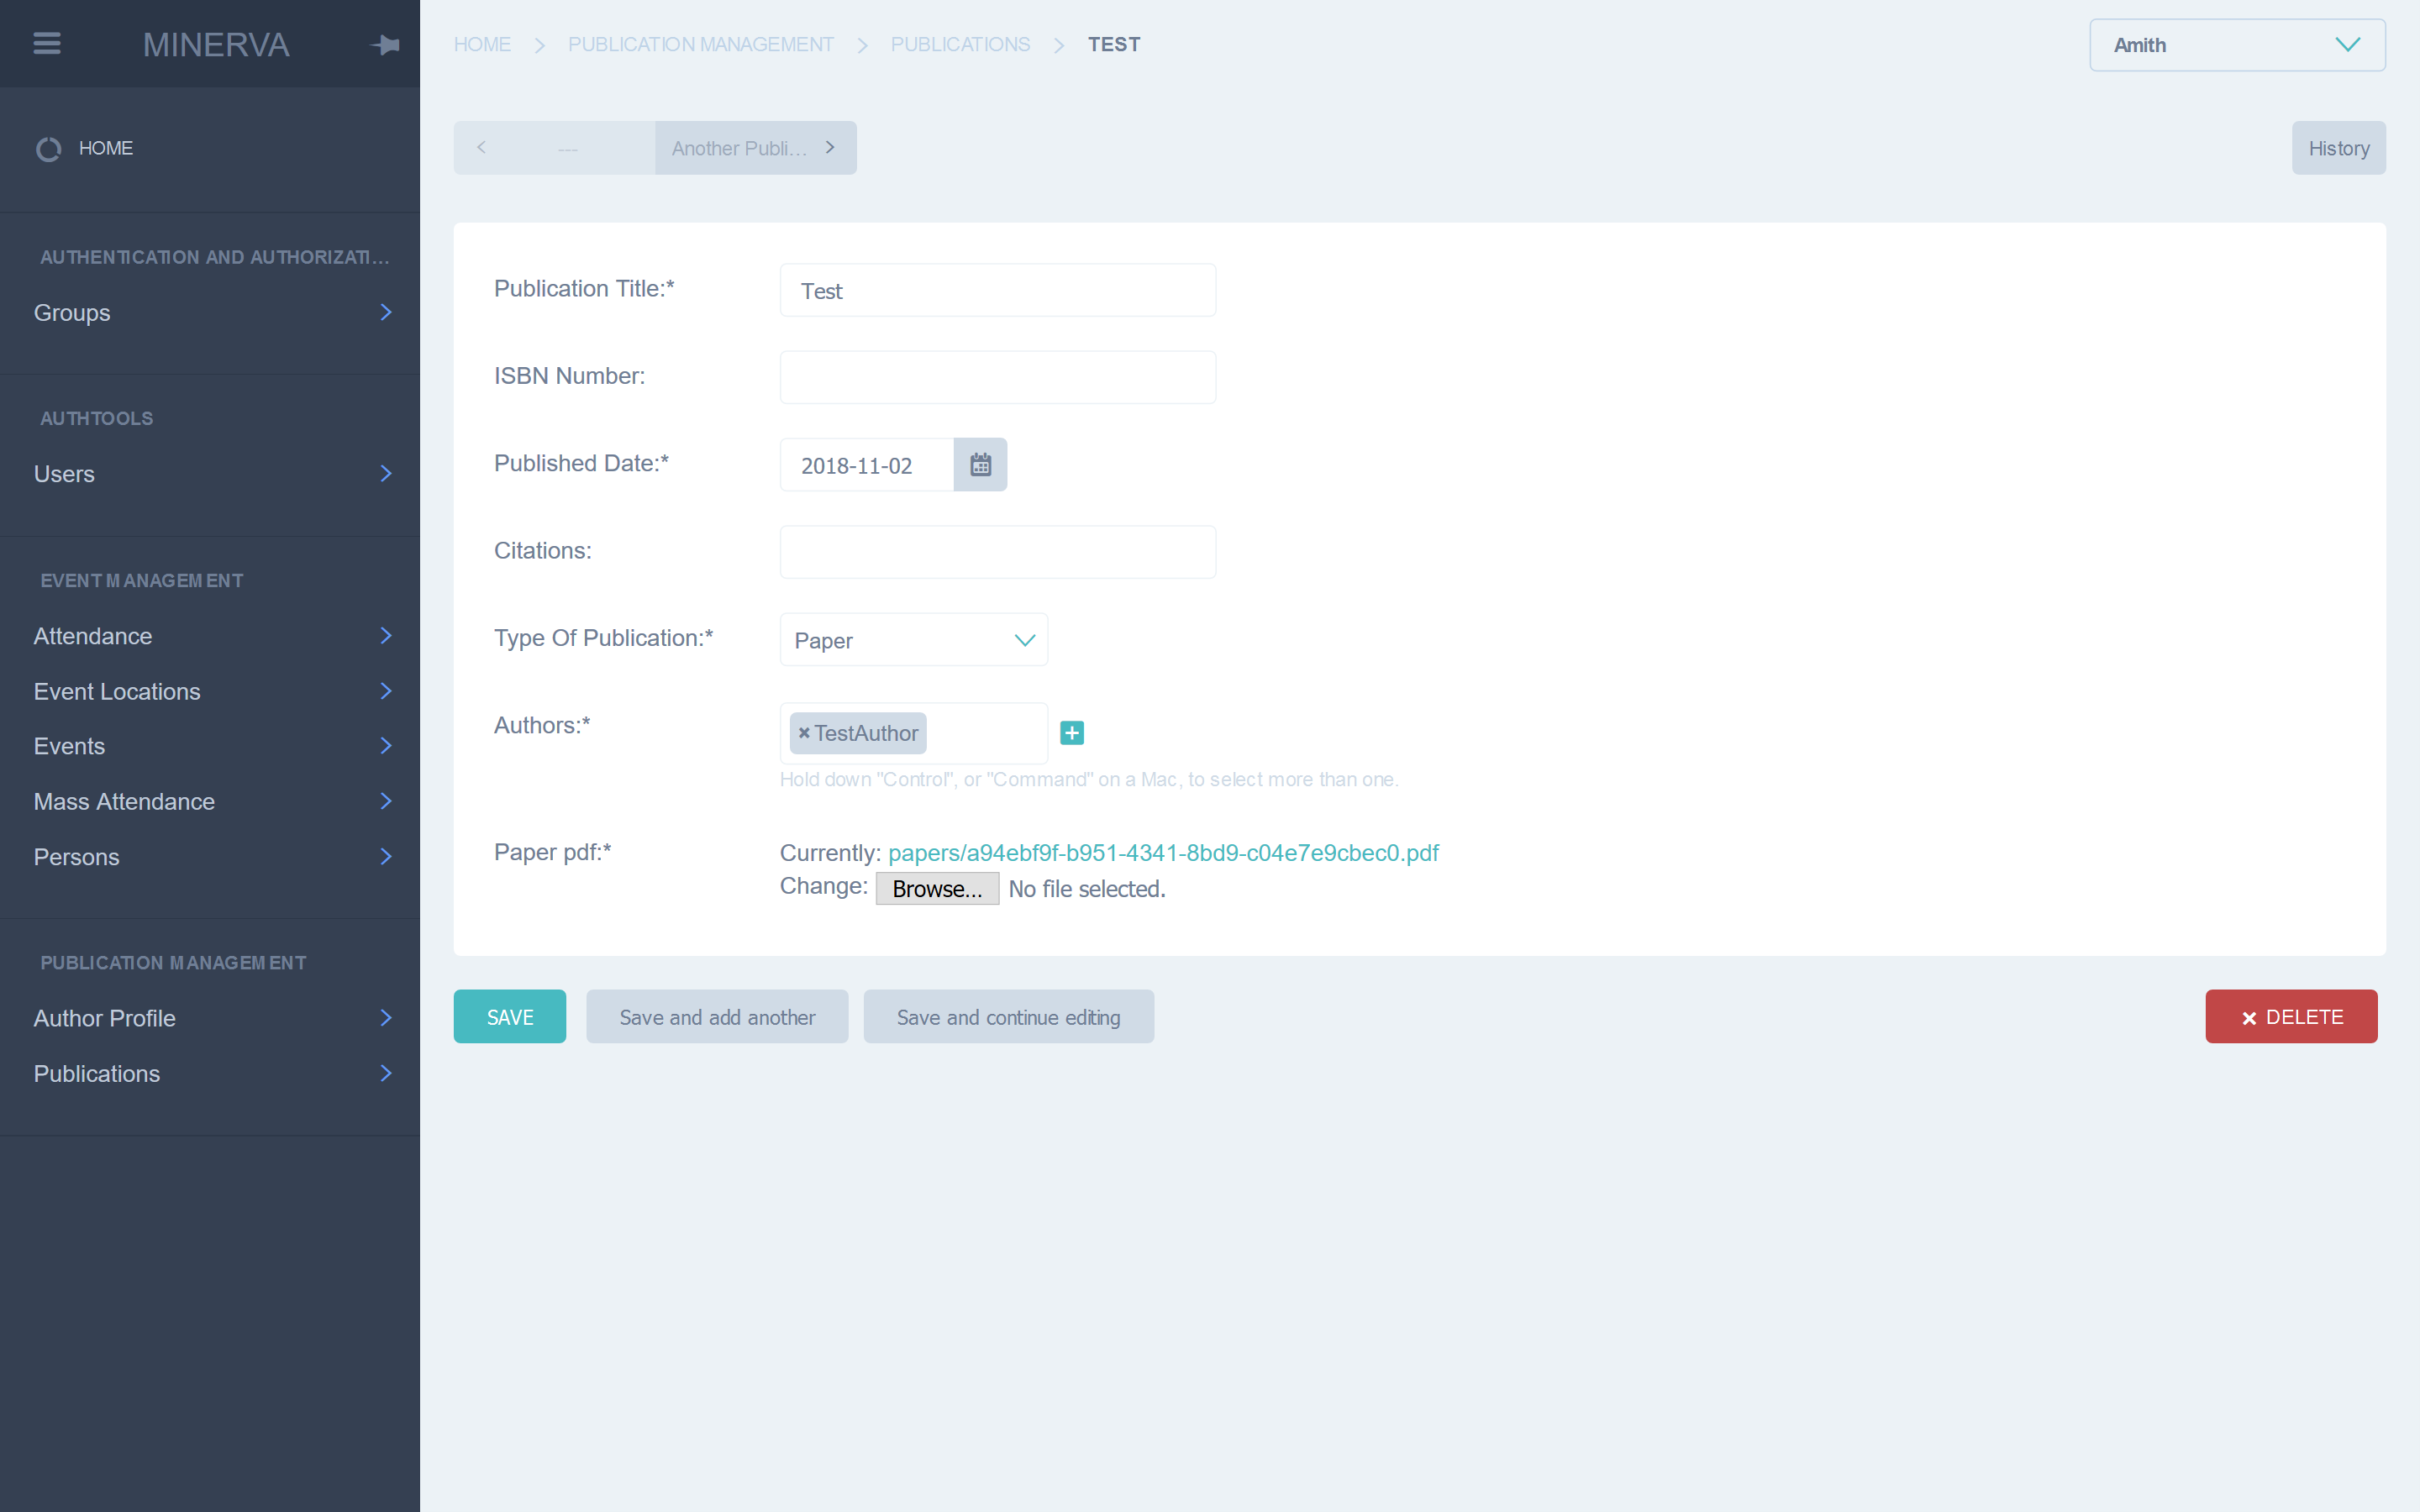 MINERVA
HOME
AUTHENTICATION AND AUTHORIZATI...
Groups
AUTHTOOLS
Users
EVENT MANAGEMENT
Attendance
Event Locations
Events
Mass Attendance
Persons
PUBLICATION MANAGEMENT
Author Profile
Publications
HOME > PUBLICATION MANAGEMENT > PUBLICATIONS > TEST
Amith
---
Another Publi...
History
Publication Title:* Test
ISBN Number:
Published Date:* 2018-11-02
Citations:
Type Of Publication:* Paper
Authors:* ×TestAuthor
Hold down "Control", or "Command" on a Mac, to select more than one.
Paper pdf:* Currently: papers/a94ebf9f-b951-4341-8bd9-c04e7e9cbec0.pdf
Change: Browse... No file selected.
SAVE
Save and add another
Save and continue editing
× DELETE